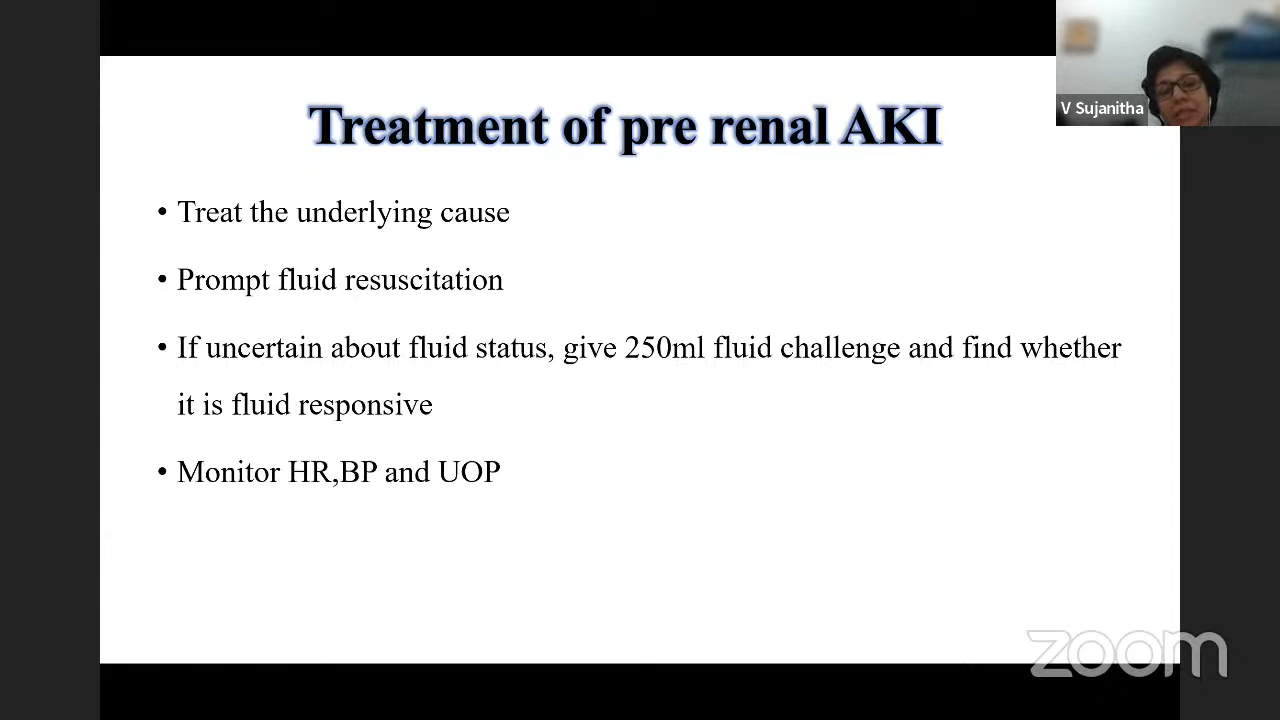 Treatment of pre renal AKI
V Sujanitha
• Treat the underlying cause
• Prompt fluid resuscitation
• If uncertain about fluid status, give 250ml fluid challenge and find whether
it is fluid responsive
• Monitor HR,BP and UOP
zoom